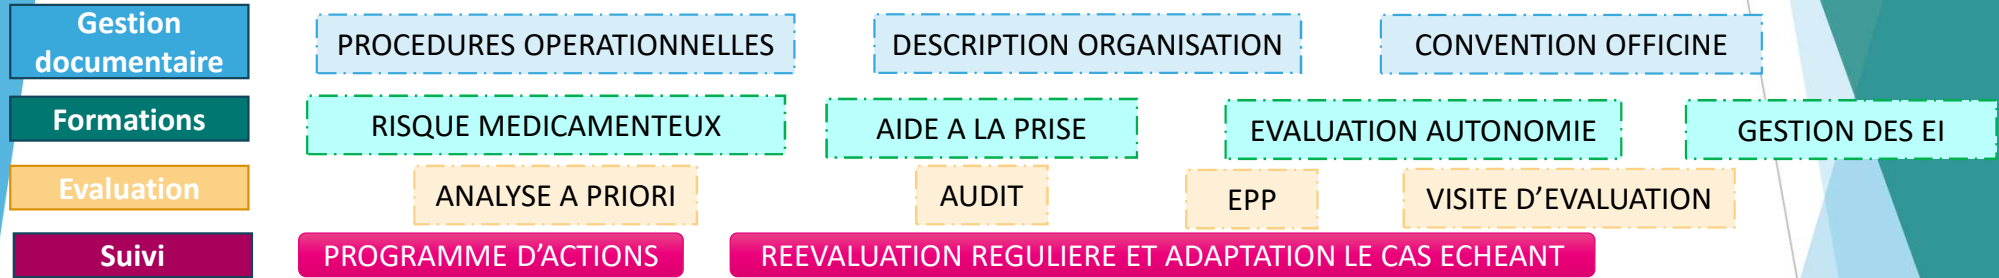 Gestion
documentaire
PROCEDURES OPERATIONNELLES
DESCRIPTION ORGANISATION
CONVENTION OFFICINE
Formations
RISQUE MEDICAMENTEUX
AIDE A LA PRISE
EVALUATION AUTONOMIE
GESTION DES EI
Evaluation
ANALYSE A PRIORI
AUDIT
EPP
VISITE D’EVALUATION
Suivi
PROGRAMME D’ACTIONS
REEVALUATION REGULIERE ET ADAPTATION LE CAS ECHEANT